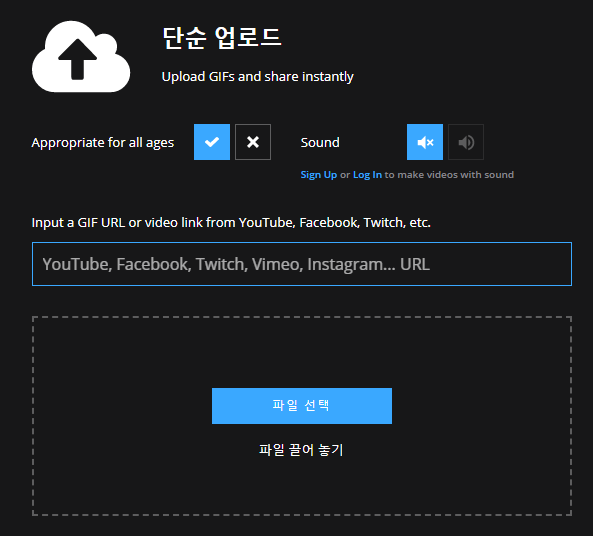 단순 업로드
Upload GIFs and share instantly
Appropriate for all ages
Sound
Sign Up or Log In to make videos with sound
Input a GIF URL or video link from YouTube, Facebook, Twitch, etc.
YouTube, Facebook, Twitch, Vimeo, Instagram... URL
파일 선택
파일 끌어 놓기